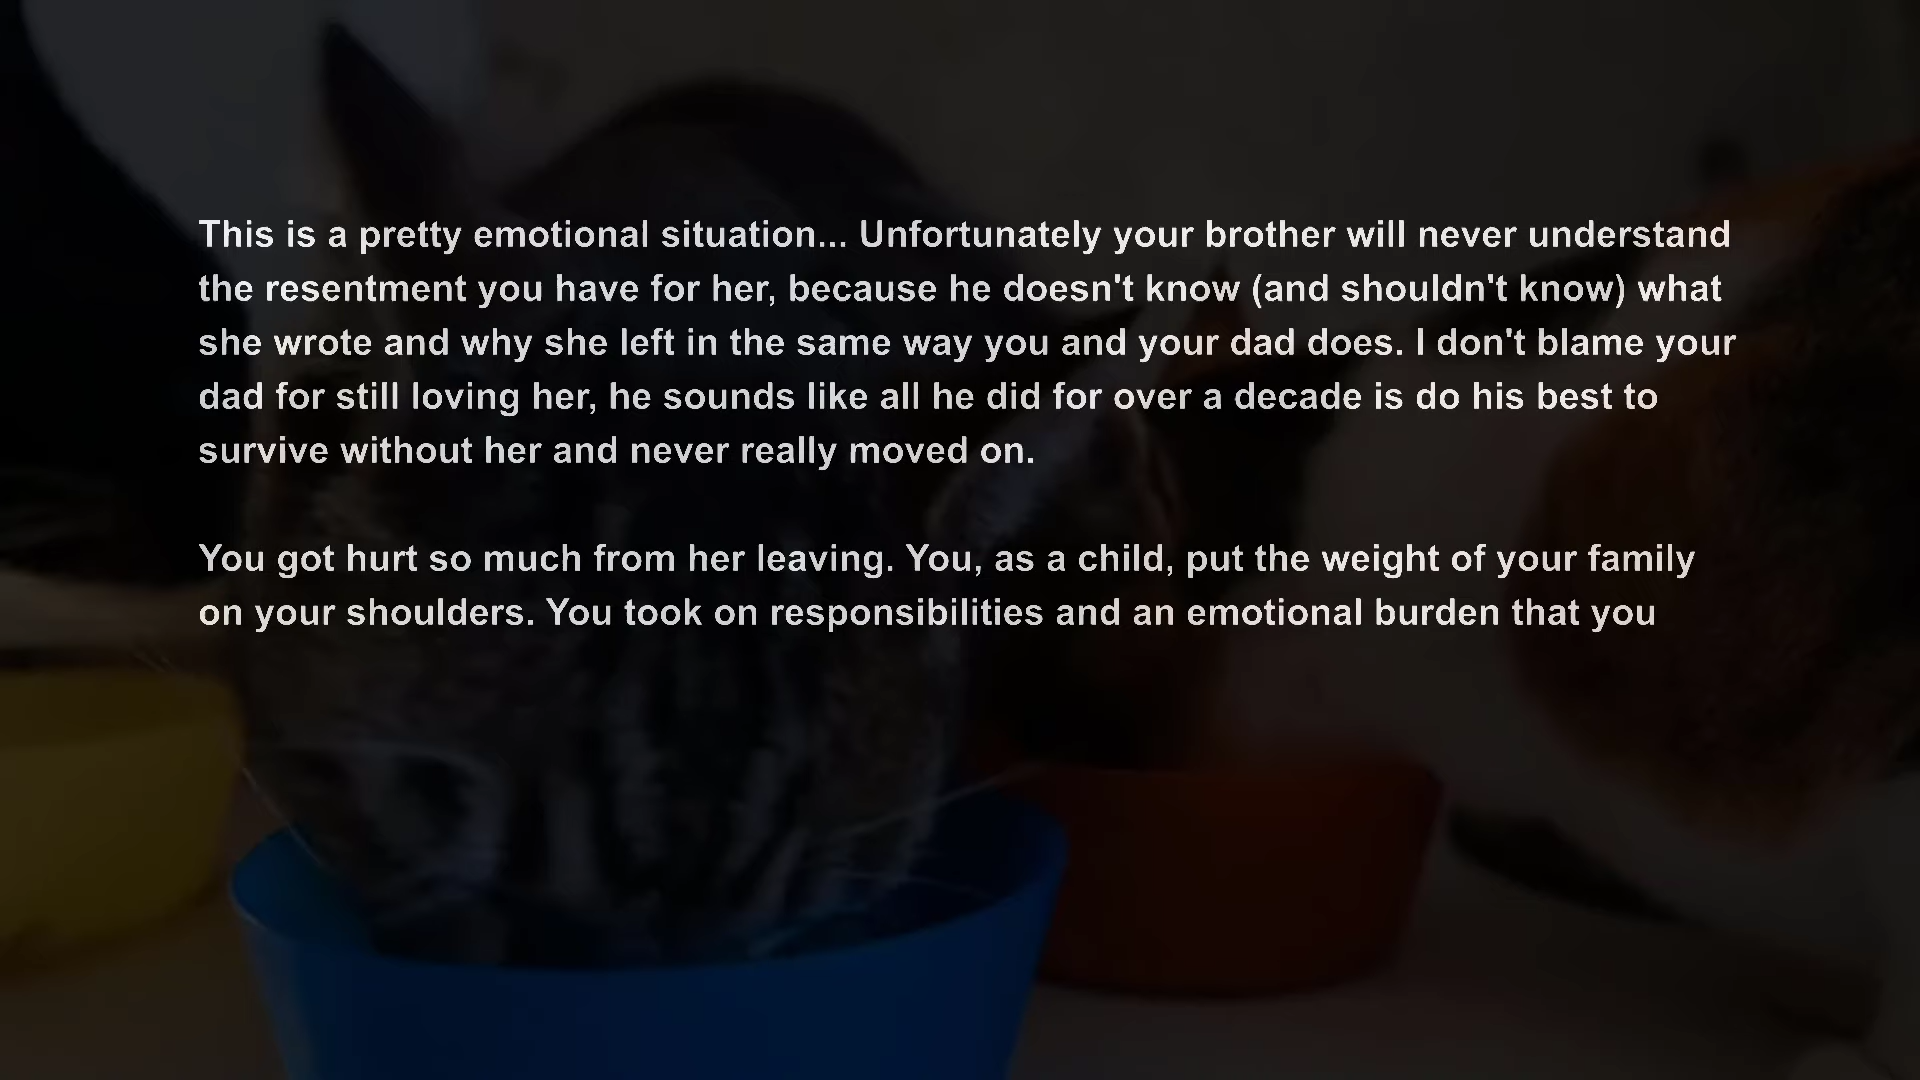 This is a pretty emotional situation... Unfortunately your brother will never understand
the resentment you have for her, because he doesn't know (and shouldn't know) what
she wrote and why she left in the same way you and your dad does. I don't blame your
dad for still loving her, he sounds like all he did for over a decade is do his best to
survive without her and never really moved on.

You got hurt so much from her leaving. You, as a child, put the weight of your family
on your shoulders. You took on responsibilities and an emotional burden that you